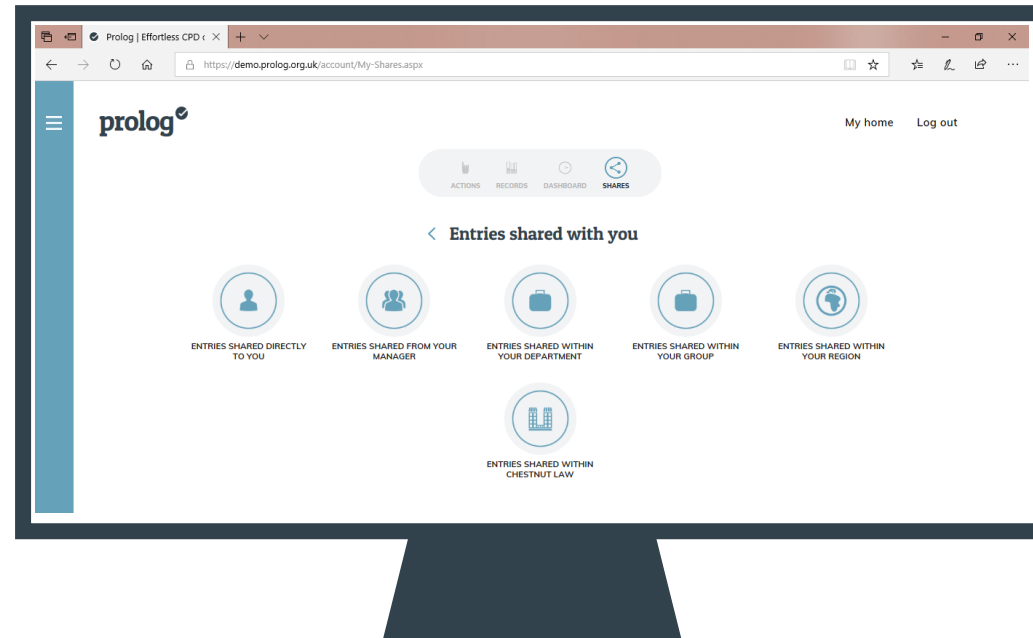 Prolog | Effortless CPD c
https://demo.prolog.org.uk/account/My-Shares.aspx
prolog
My home Log out
ACTIONS RECORDS DASHBOARD SHARES
Entries shared with you
ENTRIES SHARED DIRECTLY
TO YOU
ENTRIES SHARED FROM YOUR
MANAGER
ENTRIES SHARED WITHIN
YOUR DEPARTMENT
ENTRIES SHARED WITHIN
YOUR GROUP
ENTRIES SHARED WITHIN
YOUR REGION
ENTRIES SHARED WITHIN
CHESTNUT LAW